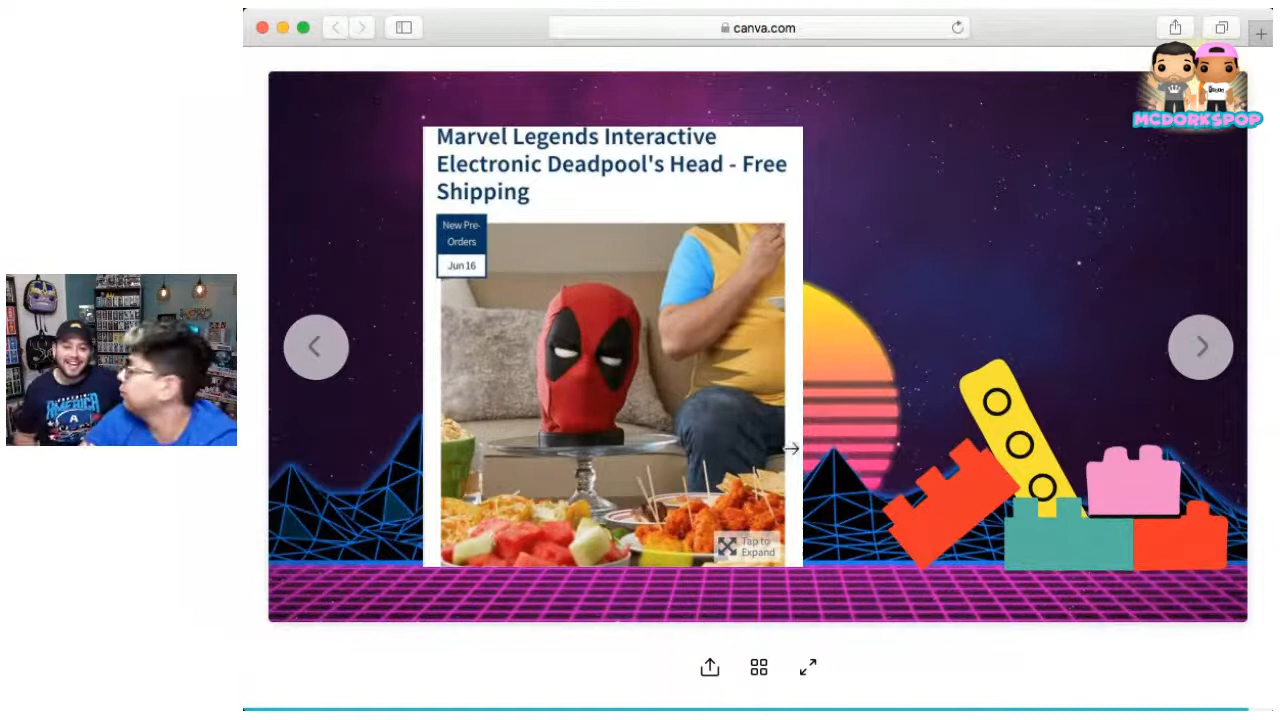 canva.com
MCDORKSPOP
Marvel Legends Interactive
Electronic Deadpool's Head - Free
Shipping
New Pre-
Orders
Jun 16
AMERICA
A
Tap to
Expand